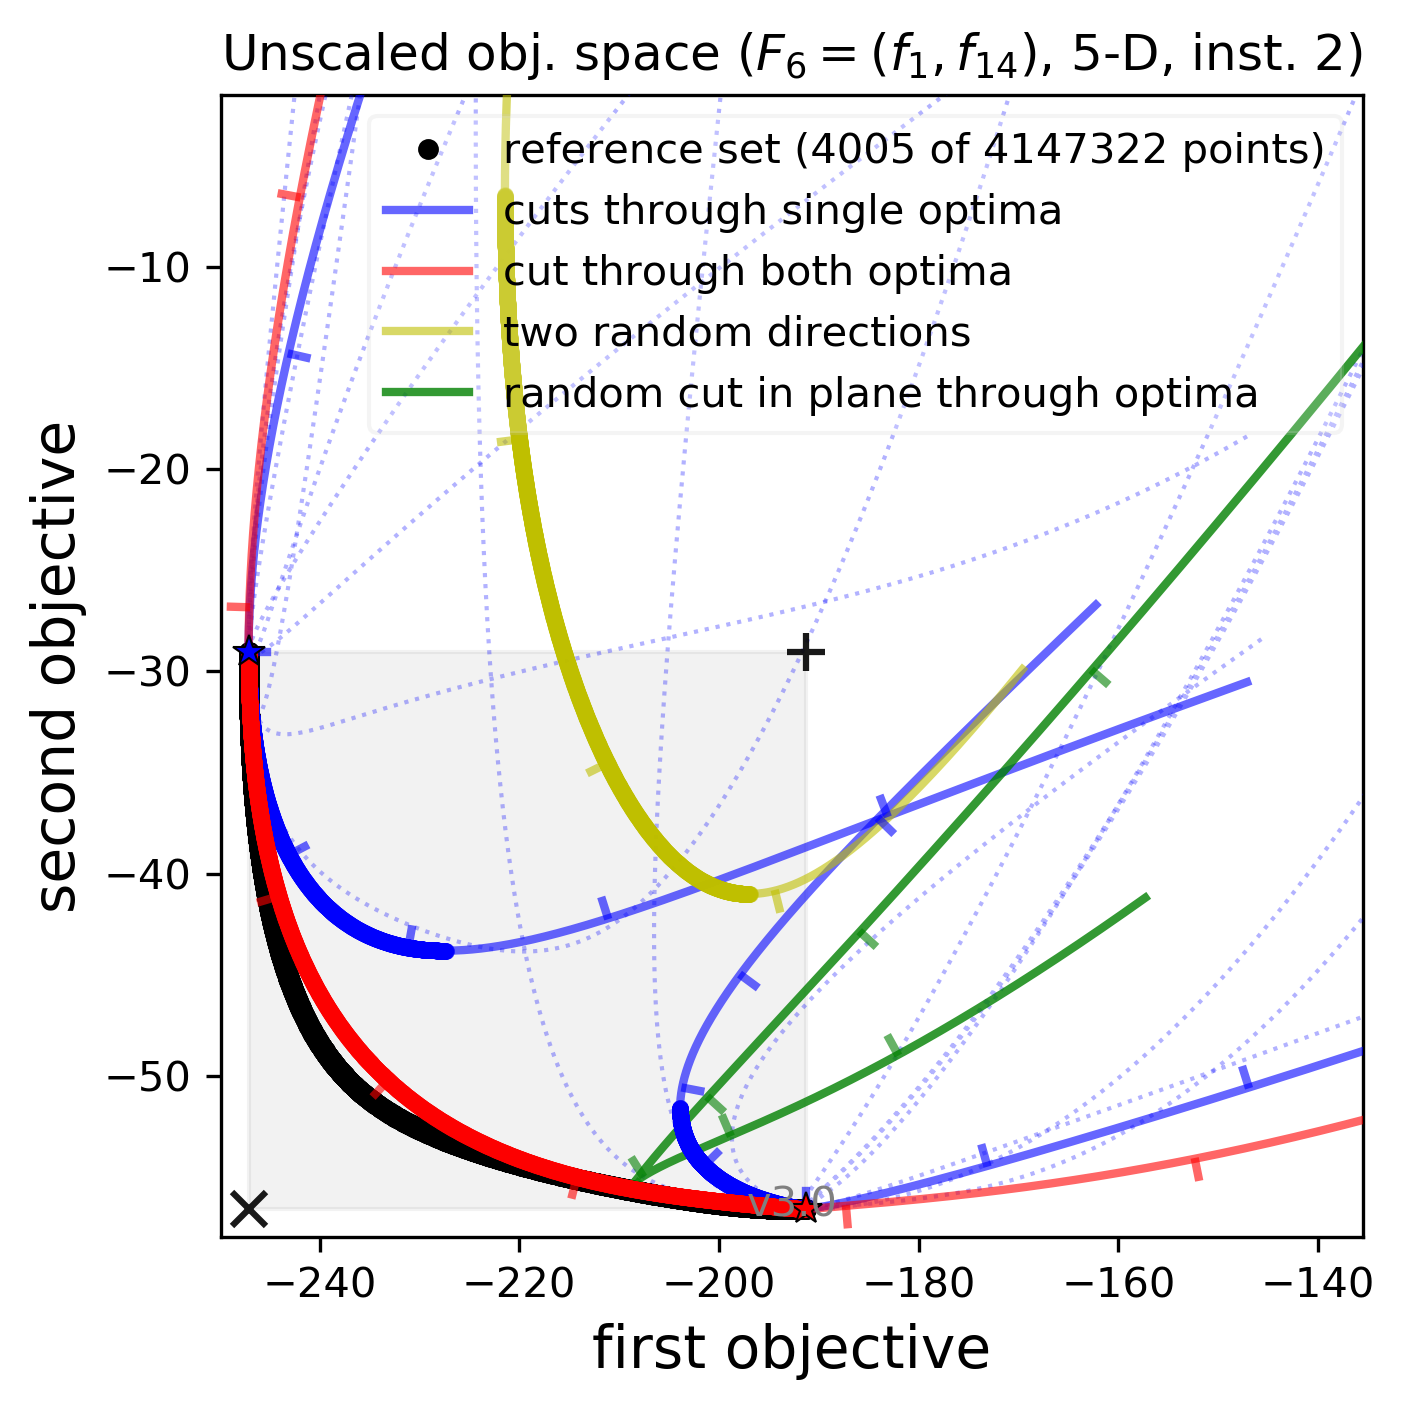 Unscaled obj. space (F₆ = (f₁, f₁₄), 5-D, inst. 2)
reference set (4005 of 4147322 points)
cuts through single optima
cut through both optima
two random directions
random cut in plane through optima
−10
−20
−30
−40
−50
second objective
v3.0
−240
−220
−200
−180
−160
−140
first objective